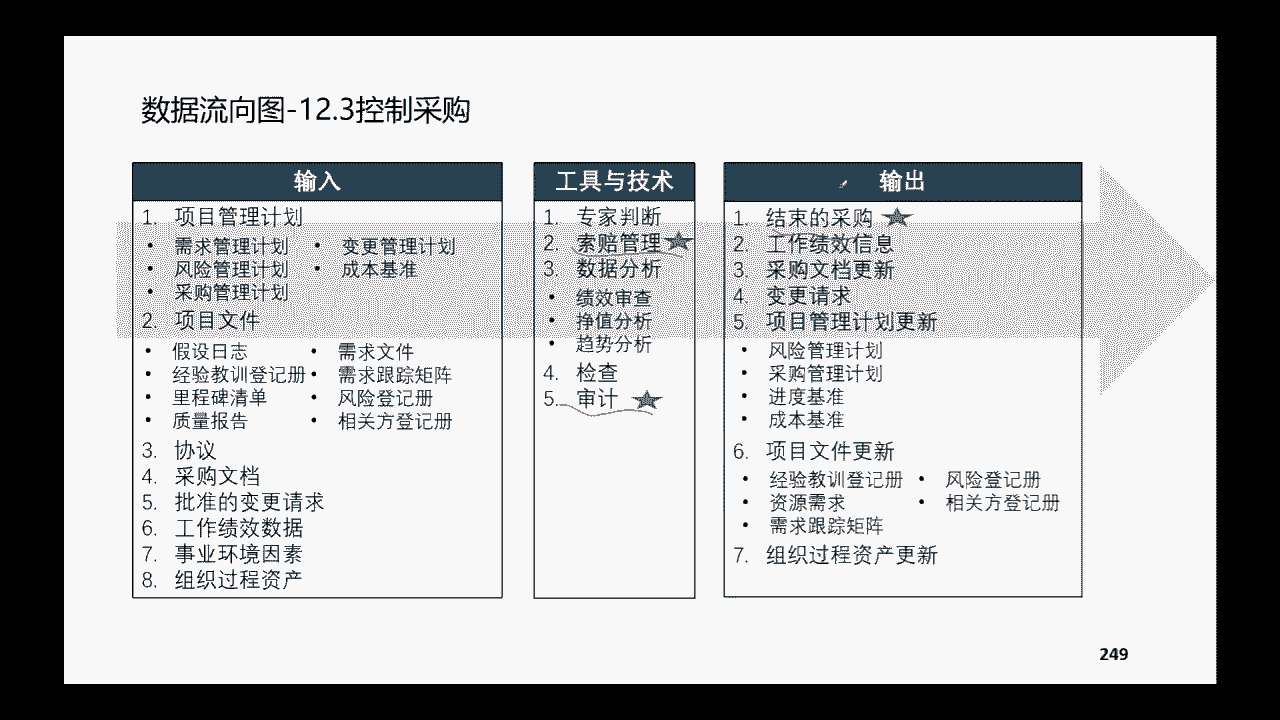 数据流向图-12.3控制采购
输入
1. 项目管理计划
• 需求管理计划 • 变更管理计划
• 风险管理计划 • 成本基准
• 采购管理计划
2. 项目文件
• 假设日志 • 需求文件
• 经验教训登记册 • 需求跟踪矩阵
• 里程碑清单 • 风险登记册
• 质量报告 • 相关方登记册
3. 协议
4. 采购文档
5. 批准的变更请求
6. 工作绩效数据
7. 事业环境因素
8. 组织过程资产
工具与技术
1. 专家判断
2. 索赔管理
3. 数据分析
• 绩效审查
• 挣值分析
• 趋势分析
4. 检查
5. 审计
输出
1. 结束的采购
2. 工作绩效信息
3. 采购文档更新
4. 变更请求
5. 项目管理计划更新
• 风险管理计划
• 采购管理计划
• 进度基准
• 成本基准
6. 项目文件更新
• 经验教训登记册 • 风险登记册
• 资源需求 • 相关方登记册
• 需求跟踪矩阵
7. 组织过程资产更新
249